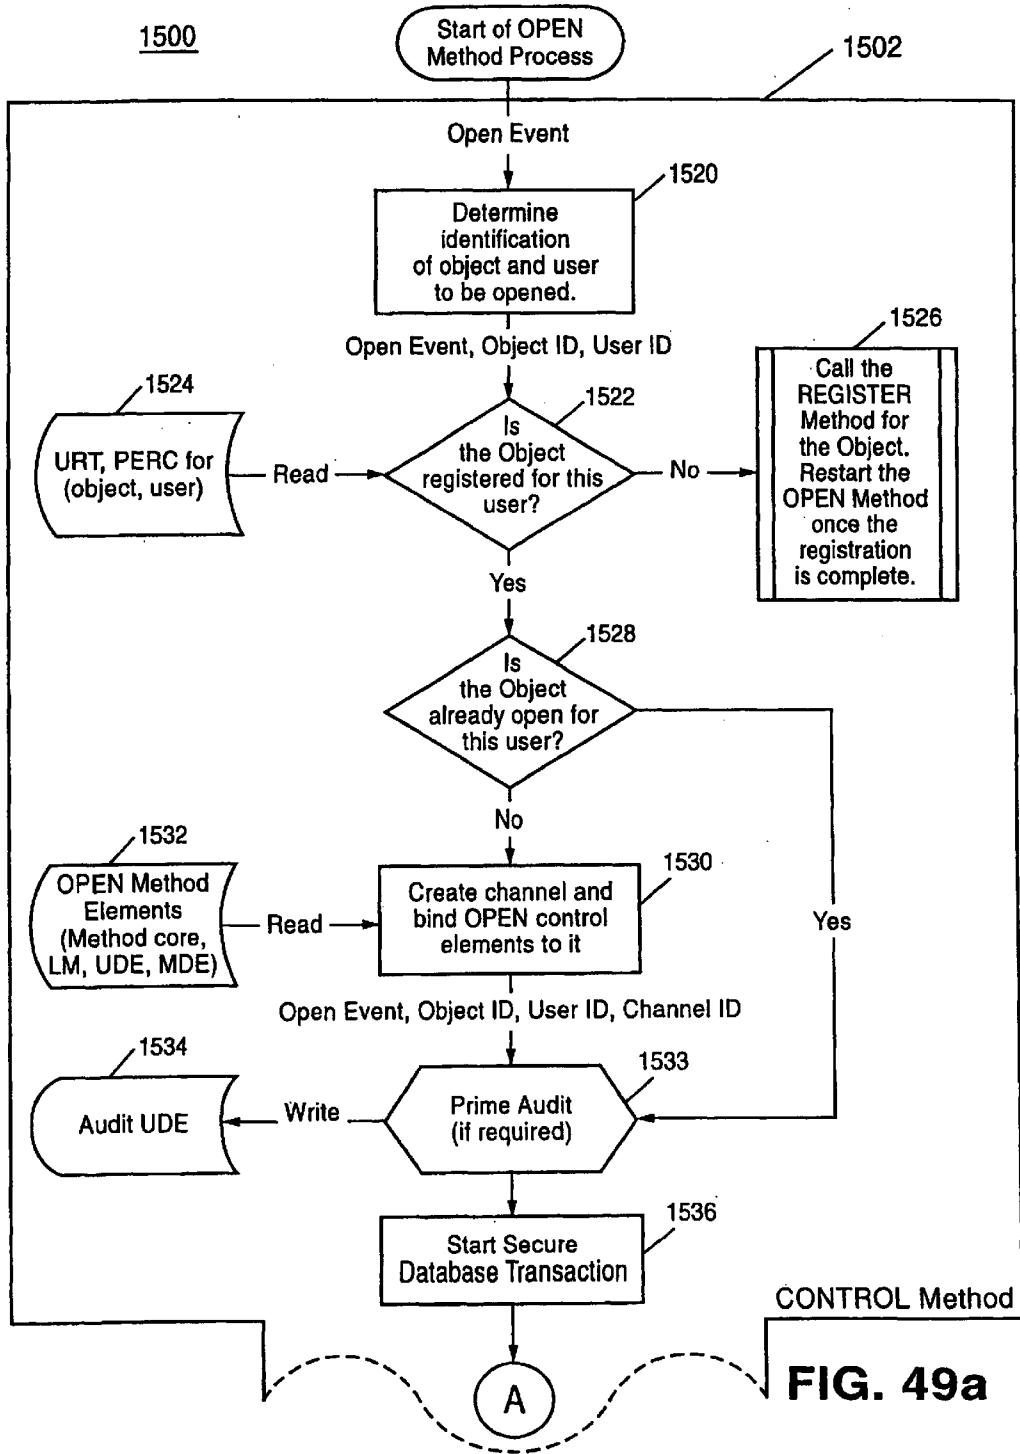 1500
Start of OPEN
Method Process
1502
Open Event
1520
Determine
identification
of object and user
to be opened.
Open Event, Object ID, User ID
1526
Call the
REGISTER
Method for
the Object.
Restart the
OPEN Method
once the
registration
is complete.
1524
URT, PERC for
(object, user)
Read
1522
Is
the Object
registered for this
user?
No
Yes
1528
Is
the Object
already open for
this user?
No
Yes
1532
OPEN Method
Elements
(Method core,
LM, UDE, MDE)
Read
1530
Create channel and
bind OPEN control
elements to it
Open Event, Object ID, User ID, Channel ID
1534
Audit UDE
Write
1533
Prime Audit
(if required)
1536
Start Secure
Database Transaction
CONTROL Method
A
FIG. 49a